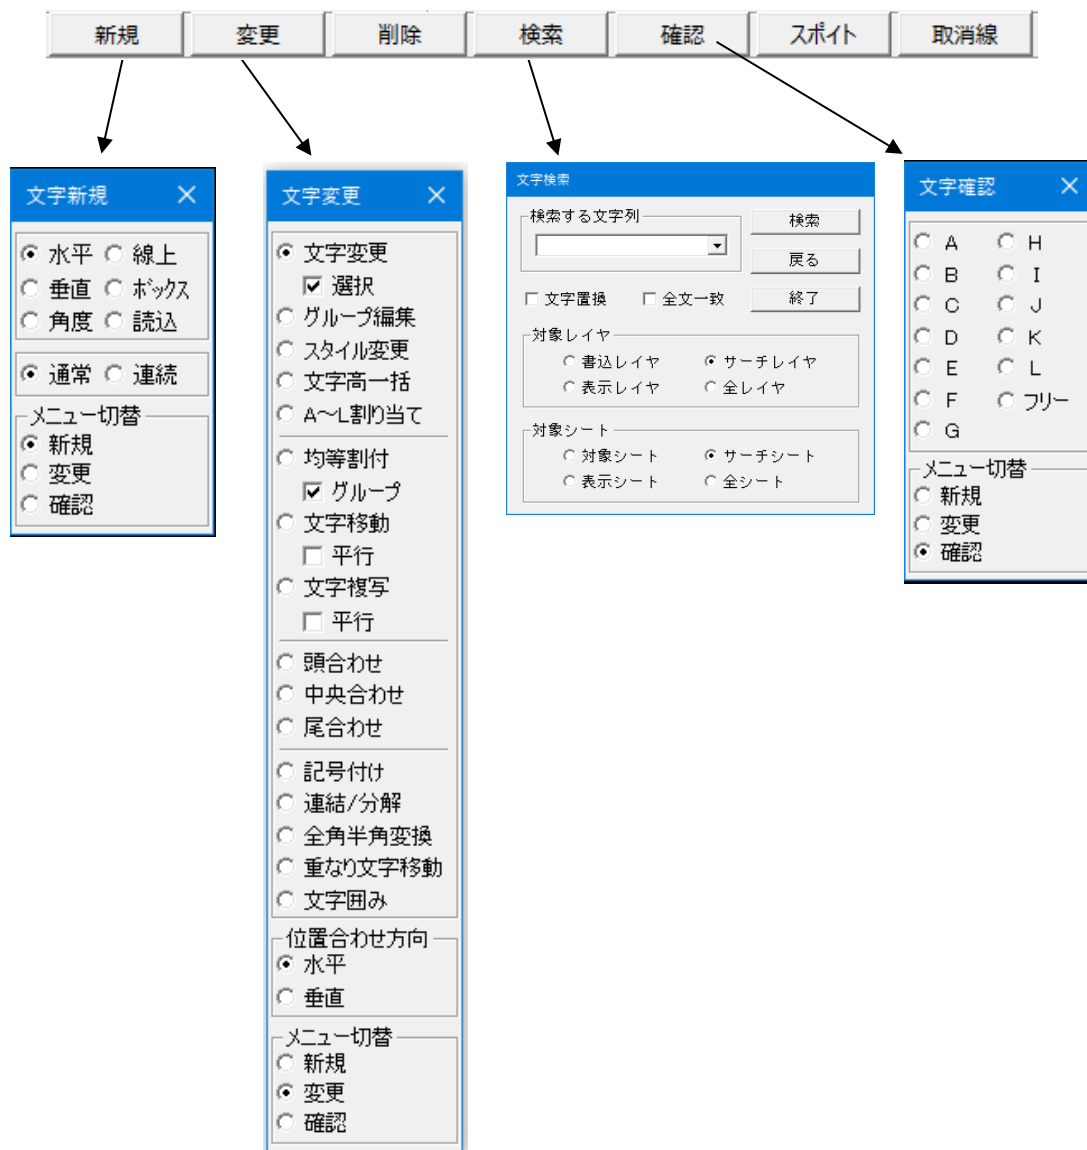 新規 変更 削除 検索 確認 スポイト 取消線
文字新規
水平 線上
垂直 ボックス
角度 読込
通常 連続
メニュー切替
新規
変更
確認
文字変更
文字変更
選択
グループ編集
スタイル変更
文字高一括
A～L割り当て
均等割付
グループ
文字移動
平行
文字複写
平行
頭合わせ
中央合わせ
尾合わせ
記号付け
連結/分解
全角半角変換
重なり文字移動
文字囲み
位置合わせ方向
水平
垂直
メニュー切替
新規
変更
確認
文字検索
検索する文字列
検索
戻る
文字置換 全文一致 終了
対象レイヤ
書込レイヤ サーチレイヤ
表示レイヤ 全レイヤ
対象シート
対象シート サーチシート
表示シート 全シート
文字確認
A H
B I
C J
D K
E L
F フリー
G
メニュー切替
新規
変更
確認